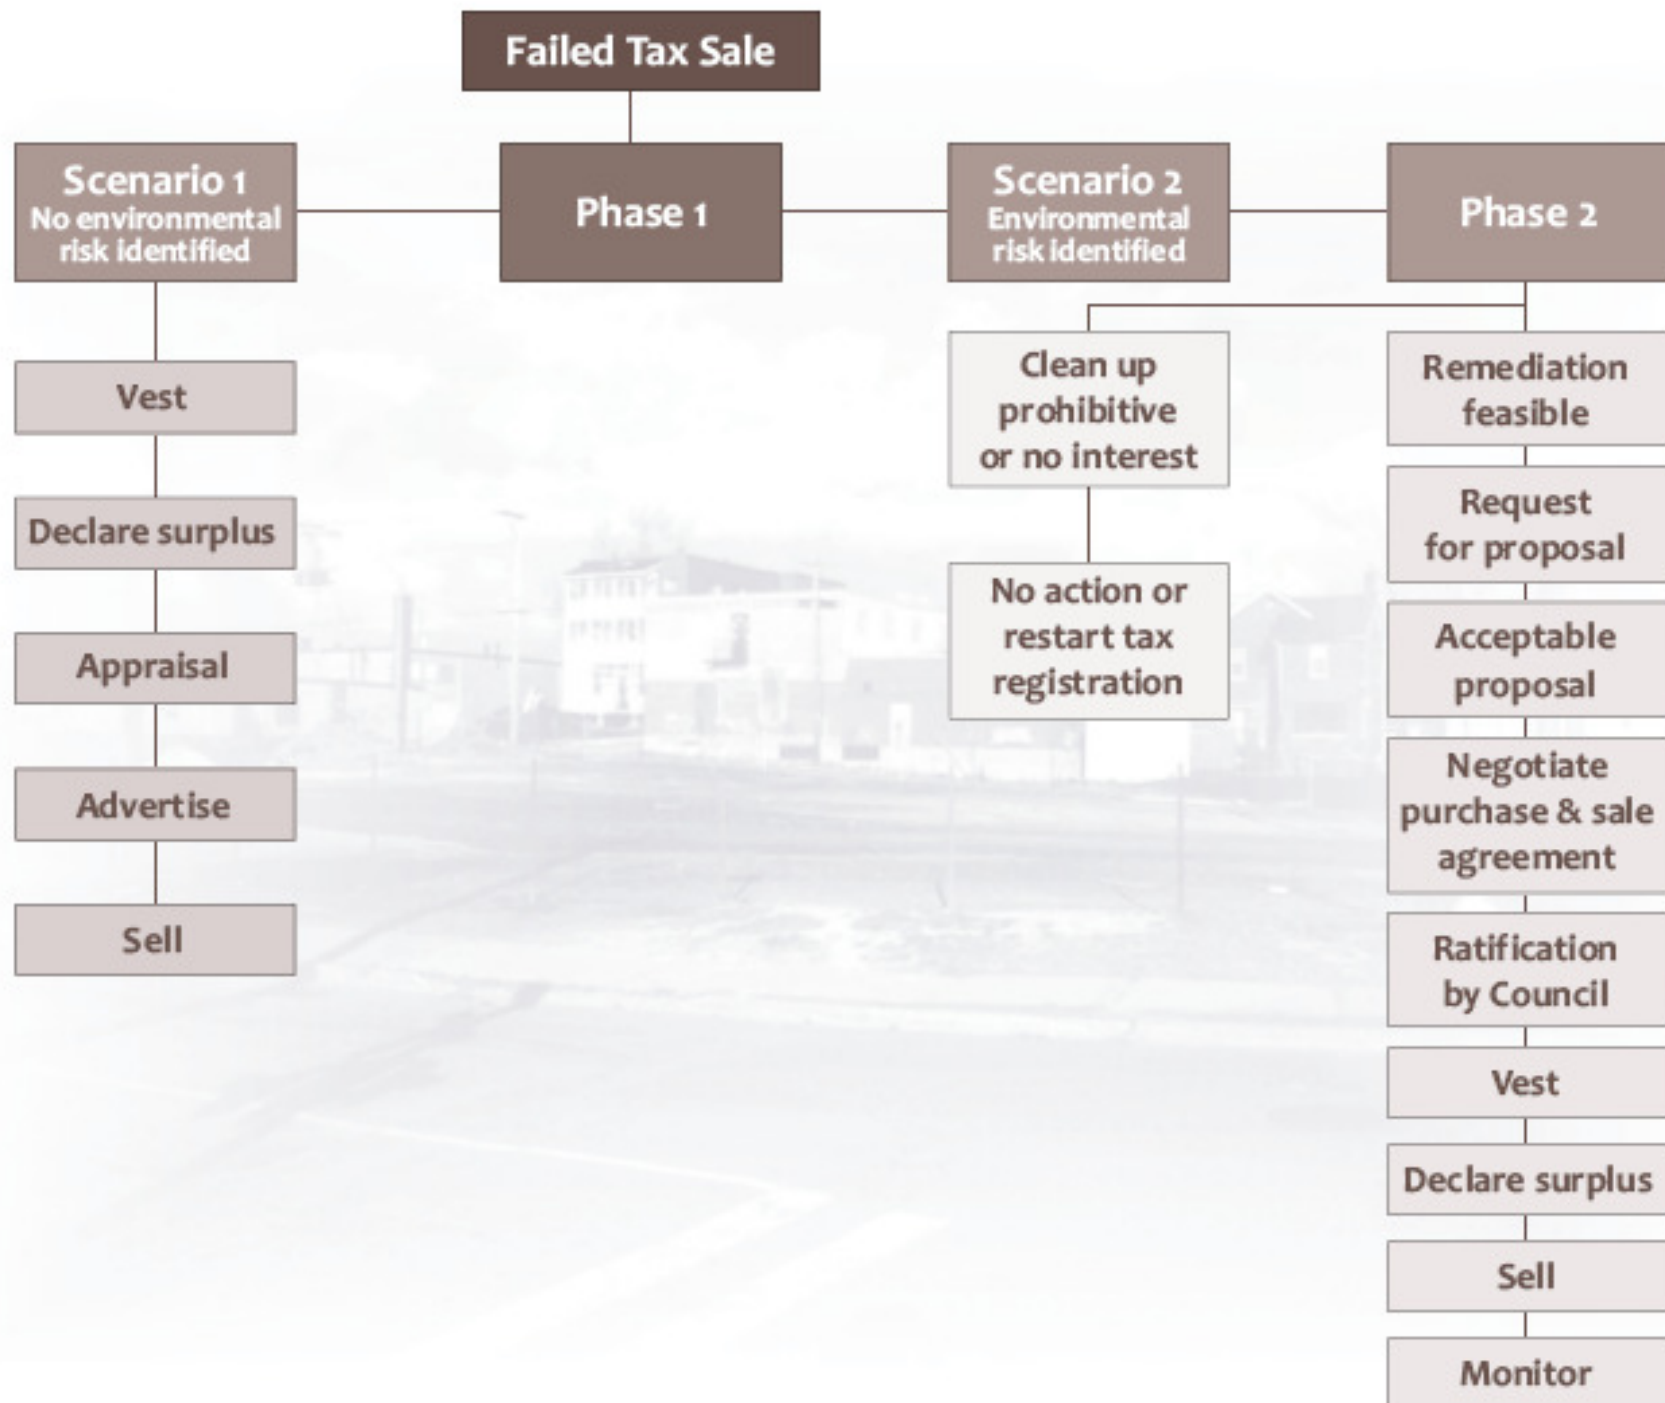 Failed Tax Sale
Scenario 1
No environmental
risk identified
Phase 1
Scenario 2
Environmental
risk identified
Phase 2
Vest
Declare surplus
Appraisal
Advertise
Sell
Clean up
prohibitive
or no interest
No action or
restart tax
registration
Remediation
feasible
Request
for proposal
Acceptable
proposal
Negotiate
purchase & sale
agreement
Ratification
by Council
Vest
Declare surplus
Sell
Monitor